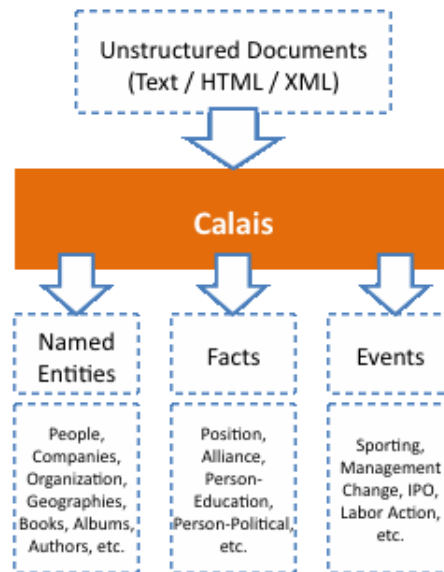 Unstructured Documents
(Text / HTML / XML)
Calais
Named
Entities
Facts
Events
People,
Companies,
Organization,
Geographies,
Books, Albums,
Authors, etc.
Position,
Alliance,
Person-
Education,
Person-Political,
etc.
Sporting,
Management
Change, IPO,
Labor Action,
etc.